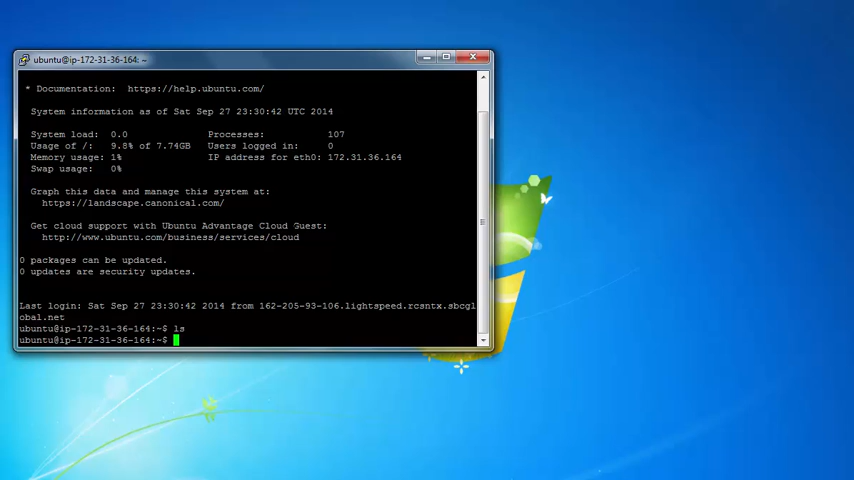 ubuntu@ip-172-31-36-164: ~
* Documentation:  https://help.ubuntu.com/
System information as of Sat Sep 27 23:30:42 UTC 2014
System load:  0.0    Processes:    107
Usage of /:   9.8% of 7.74GB    Users logged in:    0
Memory usage: 1%    IP address for eth0: 172.31.36.164
Swap usage:   0%
Graph this data and manage this system at:
https://landscape.canonical.com/
Get cloud support with Ubuntu Advantage Cloud Guest:
http://www.ubuntu.com/business/services/cloud
0 packages can be updated.
0 updates are security updates.
Last login: Sat Sep 27 23:30:42 2014 from 162-205-93-106.lightspeed.rcsntx.sbcgl
obal.net
ubuntu@ip-172-31-36-164:~$ ls
ubuntu@ip-172-31-36-164:~$